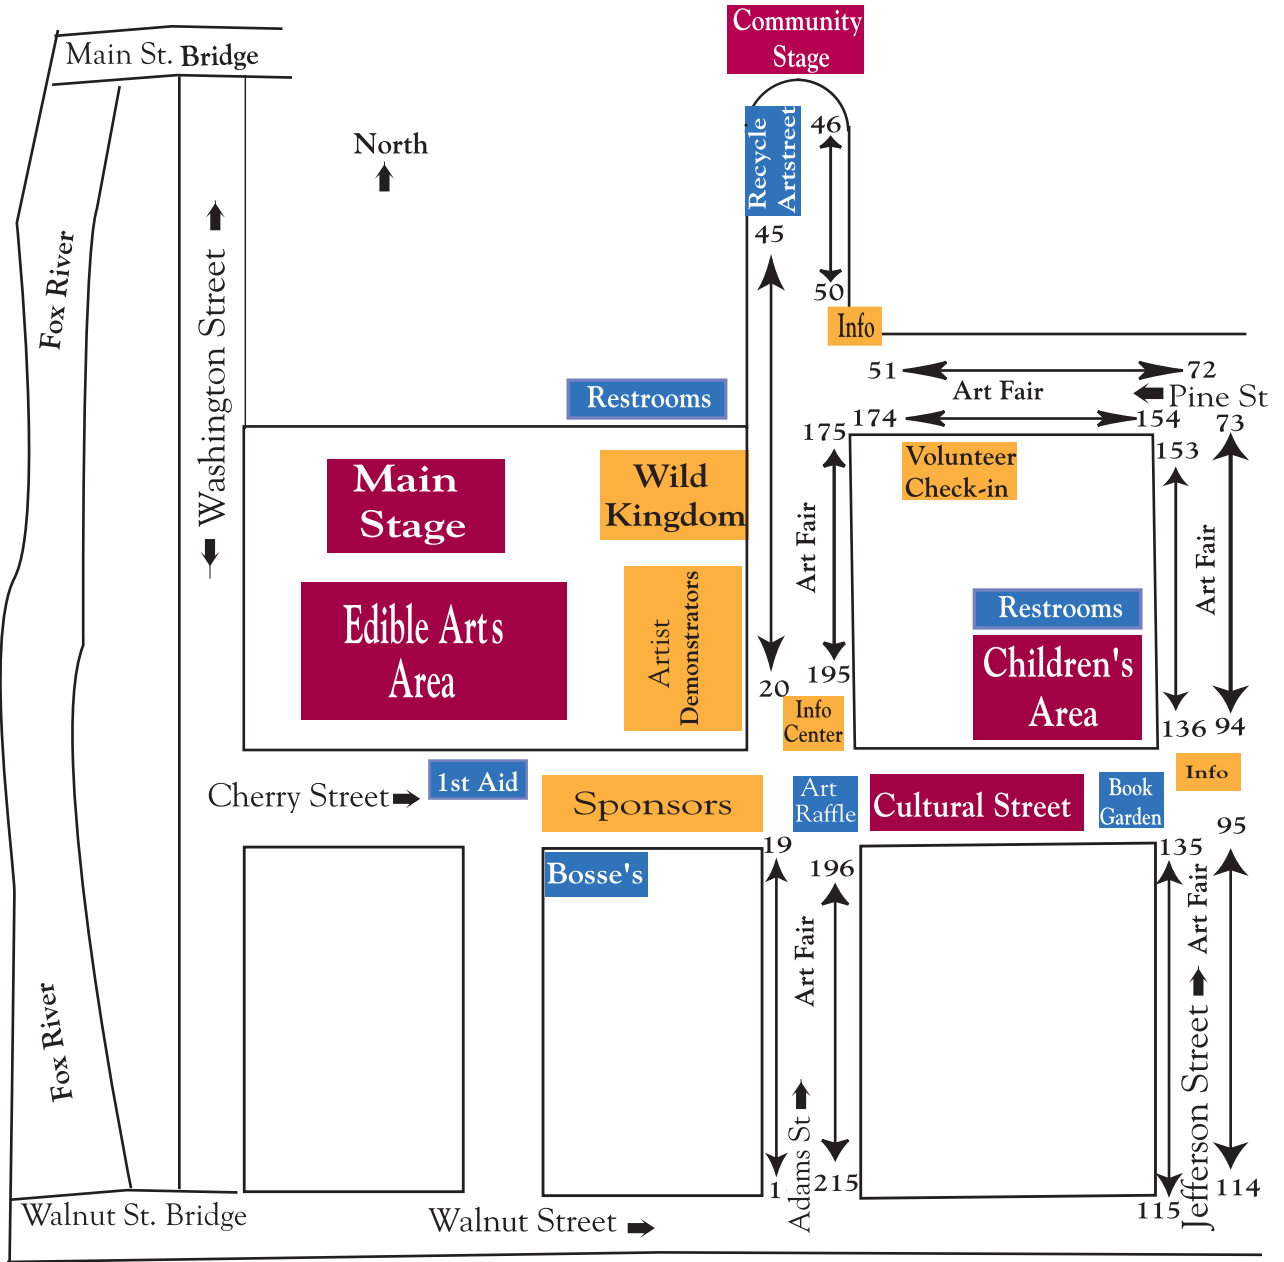 Community
Stage
Main St. Bridge
North
Recycle
Artstreet
46
45
50
Info
Fox River
Washington Street
51
72
Art Fair
Pine St
Restrooms
174
154
175
73
153
Volunteer
Check-in
Main
Stage
Wild
Kingdom
Art Fair
Art Fair
Edible Arts
Area
Artist
Demonstrators
Restrooms
Children's
Area
195
20
Info
Center
136
94
Cherry Street
1st Aid
Sponsors
Art
Raffle
Cultural Street
Book
Garden
Info
95
19
135
196
Bosse's
Art Fair
Art Fair
Fox River
Adams St
Jefferson Street
1
215
115
114
Walnut St. Bridge
Walnut Street